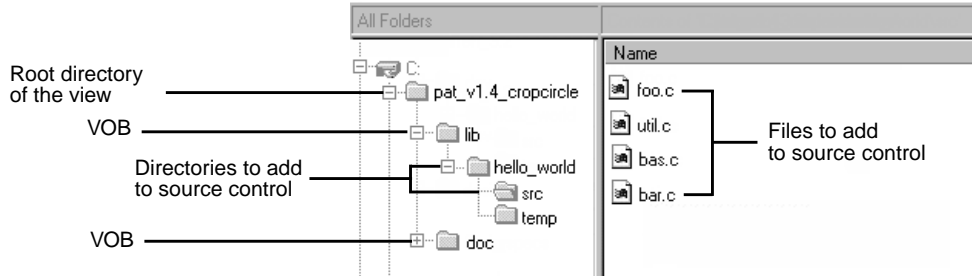 All Folders
Name
C:
Root directory
of the view
pat_v1.4_cropcircle
foo.c
VOB
lib
util.c
Files to add
to source control
Directories to add
to source control
hello_world
bas.c
src
bar.c
temp
VOB
doc